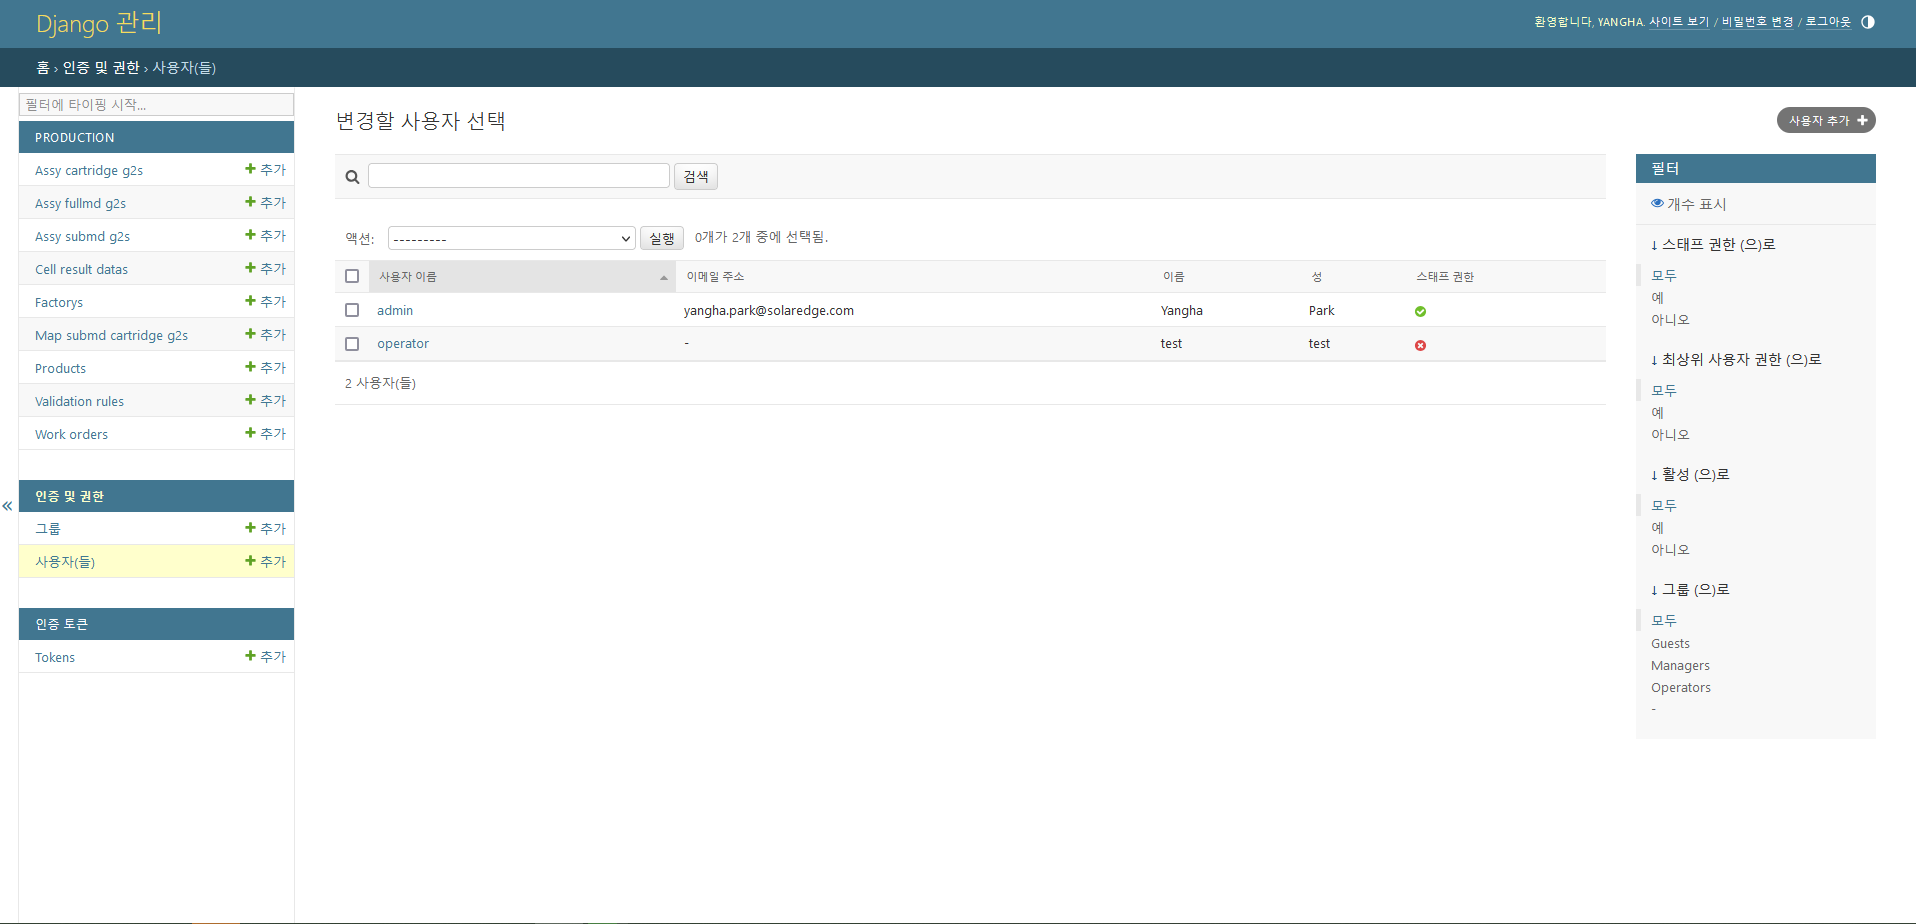 Django 관리
환영합니다, YANGHA. 사이트 보기 / 비밀번호 변경 / 로그아웃
홈 › 인증 및 권한 › 사용자(들)
필터에 타이핑 시작...
PRODUCTION
Assy cartridge g2s 추가
Assy fullmd g2s 추가
Assy submd g2s 추가
Cell result datas 추가
Factorys 추가
Map submd cartridge g2s 추가
Products 추가
Validation rules 추가
Work orders 추가
인증 및 권한
그룹 추가
사용자(들) 추가
인증 토큰
Tokens 추가
«
변경할 사용자 선택
사용자 추가
검색
액션: --------- 실행 0개가 2개 중에 선택됨.
사용자 이름 이메일 주소 이름 성 스태프 권한
admin yangha.park@solaredge.com Yangha Park
operator - test test
2 사용자(들)
필터
개수 표시
↓ 스태프 권한 (으)로
모두
예
아니오
↓ 최상위 사용자 권한 (으)로
모두
예
아니오
↓ 활성 (으)로
모두
예
아니오
↓ 그룹 (으)로
모두
Guests
Managers
Operators
-